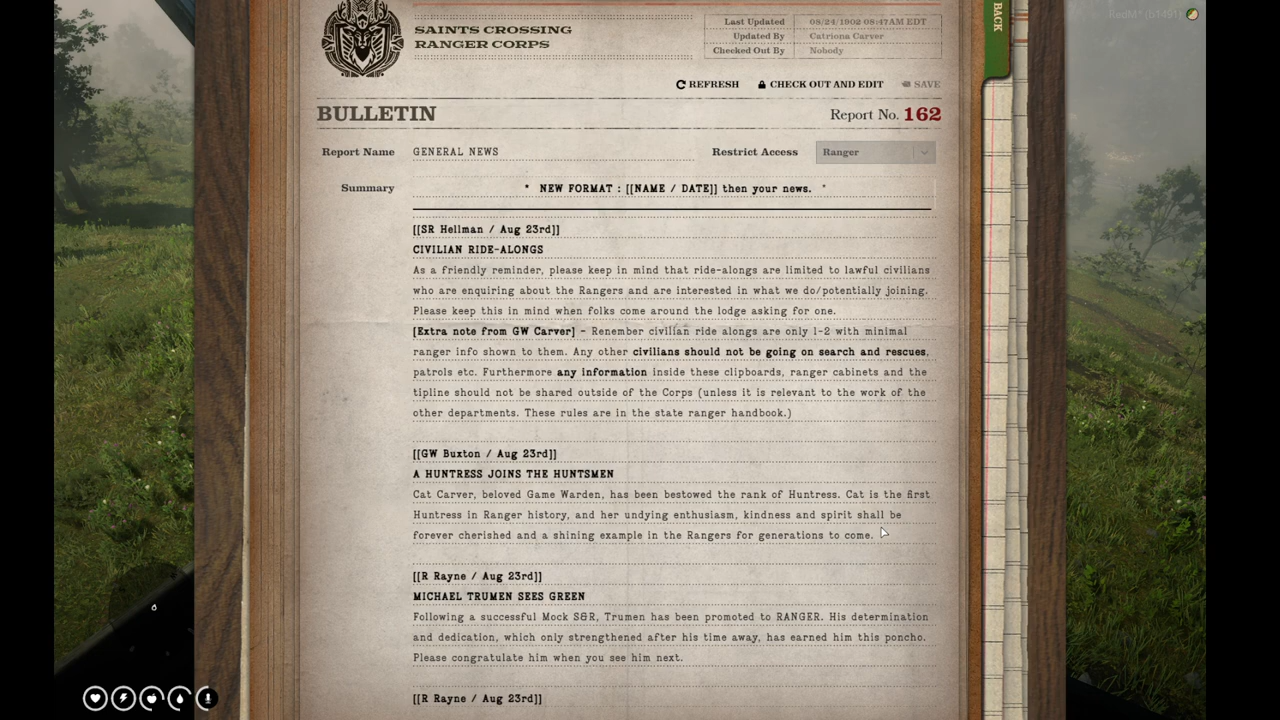 RedM* (b1491)
BACK
SAINTS CROSSING
RANGER CORPS
Last Updated 08/24/1902 08:47AM EDT
Updated By Catriona Carver
Checked Out By Nobody
REFRESH CHECK OUT AND EDIT SAVE
BULLETIN Report No. 162
Report Name GENERAL NEWS Restrict Access Ranger
Summary * NEW FORMAT : [[NAME / DATE]] then your news. *
[[SR Hellman / Aug 23rd]]
CIVILIAN RIDE-ALONGS
As a friendly reminder, please keep in mind that ride-alongs are limited to lawful civilians
who are enquiring about the Rangers and are interested in what we do/potentially joining.
Please keep this in mind when folks come around the lodge asking for one.
[Extra note from GW Carver] - Renember civilian ride alongs are only 1-2 with minimal
ranger info shown to them. Any other civilians should not be going on search and rescues,
patrols etc. Furthermore any information inside these clipboards, ranger cabinets and the
tipline should not be shared outside of the Corps (unless it is relevant to the work of the
other departments. These rules are in the state ranger handbook.)
[[GW Buxton / Aug 23rd]]
A HUNTRESS JOINS THE HUNTSMEN
Cat Carver, beloved Game Warden, has been bestowed the rank of Huntress. Cat is the first
Huntress in Ranger history, and her undying enthusiasm, kindness and spirit shall be
forever cherished and a shining example in the Rangers for generations to come.
[[R Rayne / Aug 23rd]]
MICHAEL TRUMEN SEES GREEN
Following a successful Mock S&R, Trumen has been promoted to RANGER. His determination
and dedication, which only strengthened after his time away, has earned him this poncho.
Please congratulate him when you see him next.
[[R Rayne / Aug 23rd]]